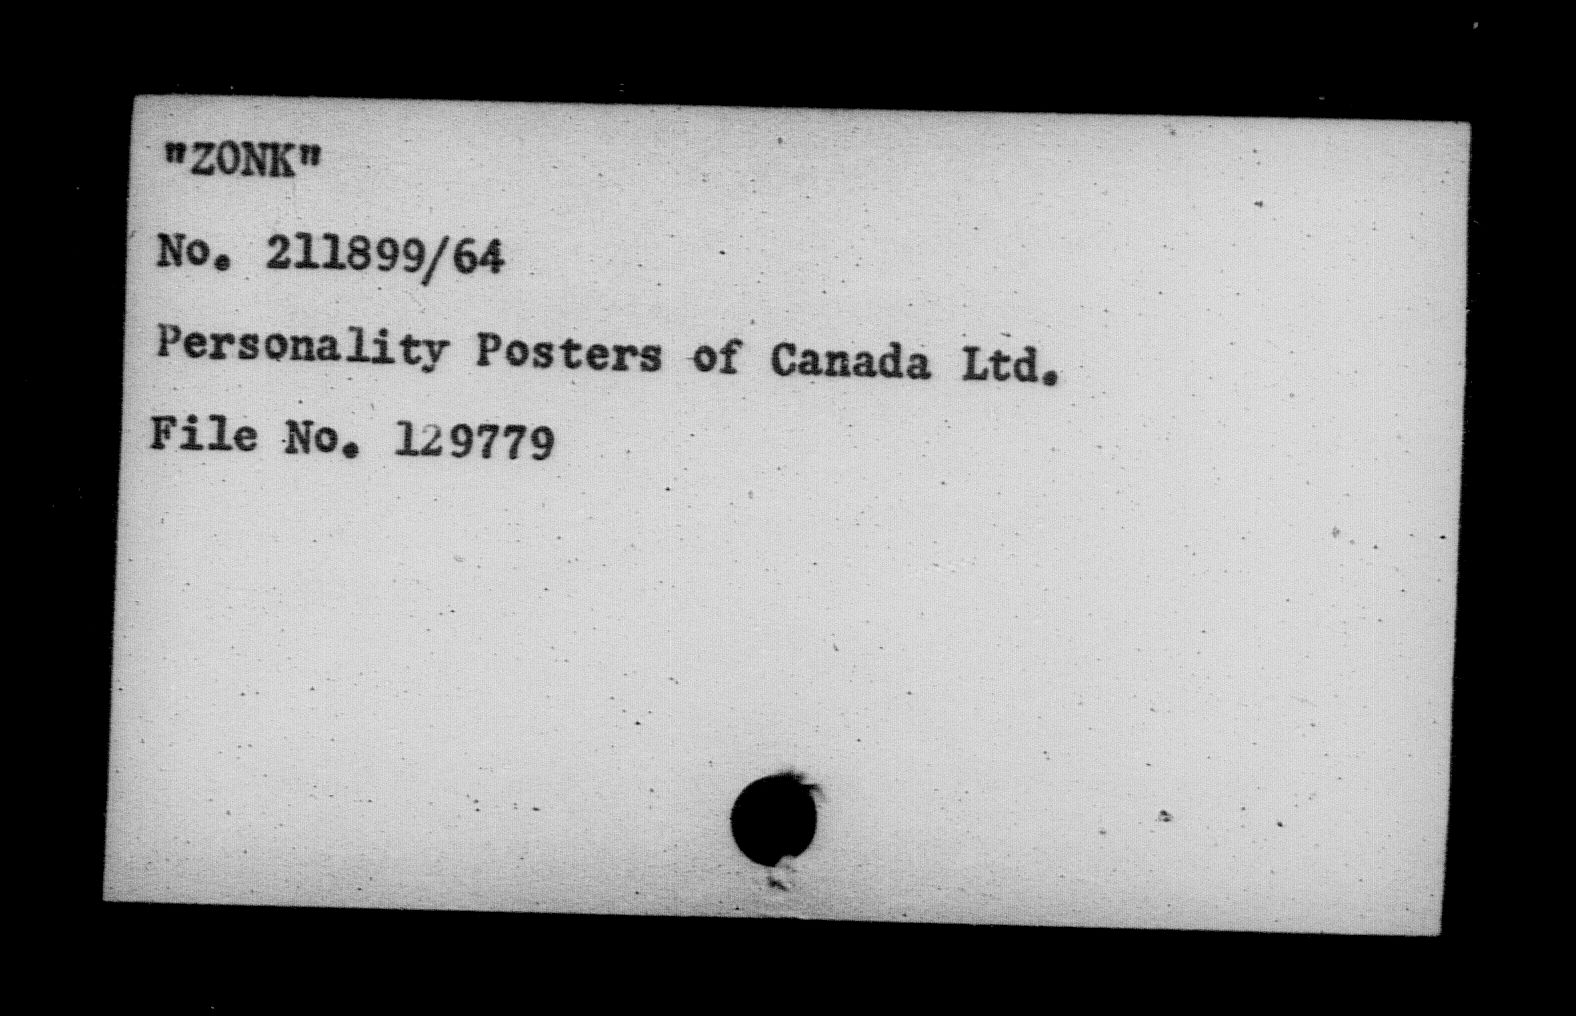 "ZONK"
No. 211899/64
Personality Posters of Canada Ltd.
File No. 129779